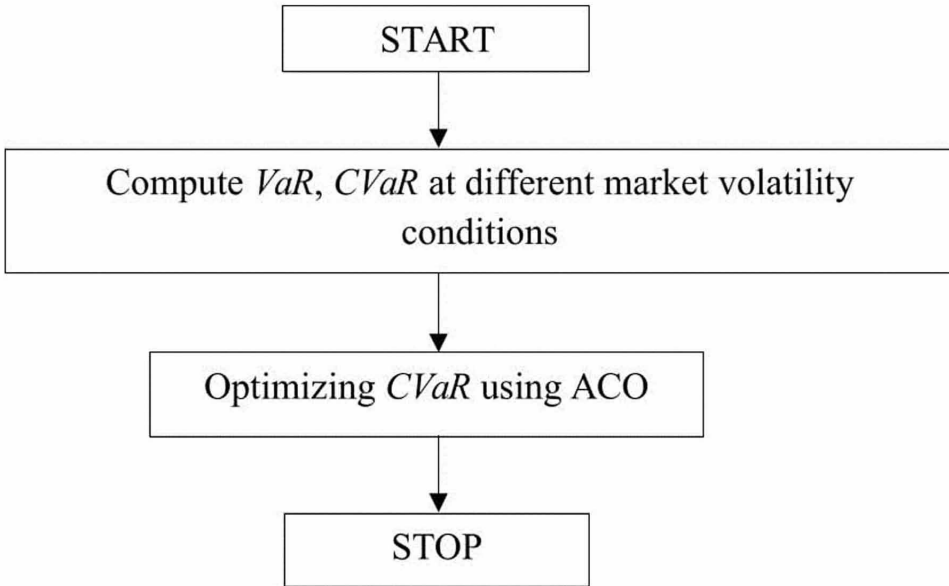 START
Compute VaR, CVaR at different market volatility
conditions
Optimizing CVaR using ACO
STOP